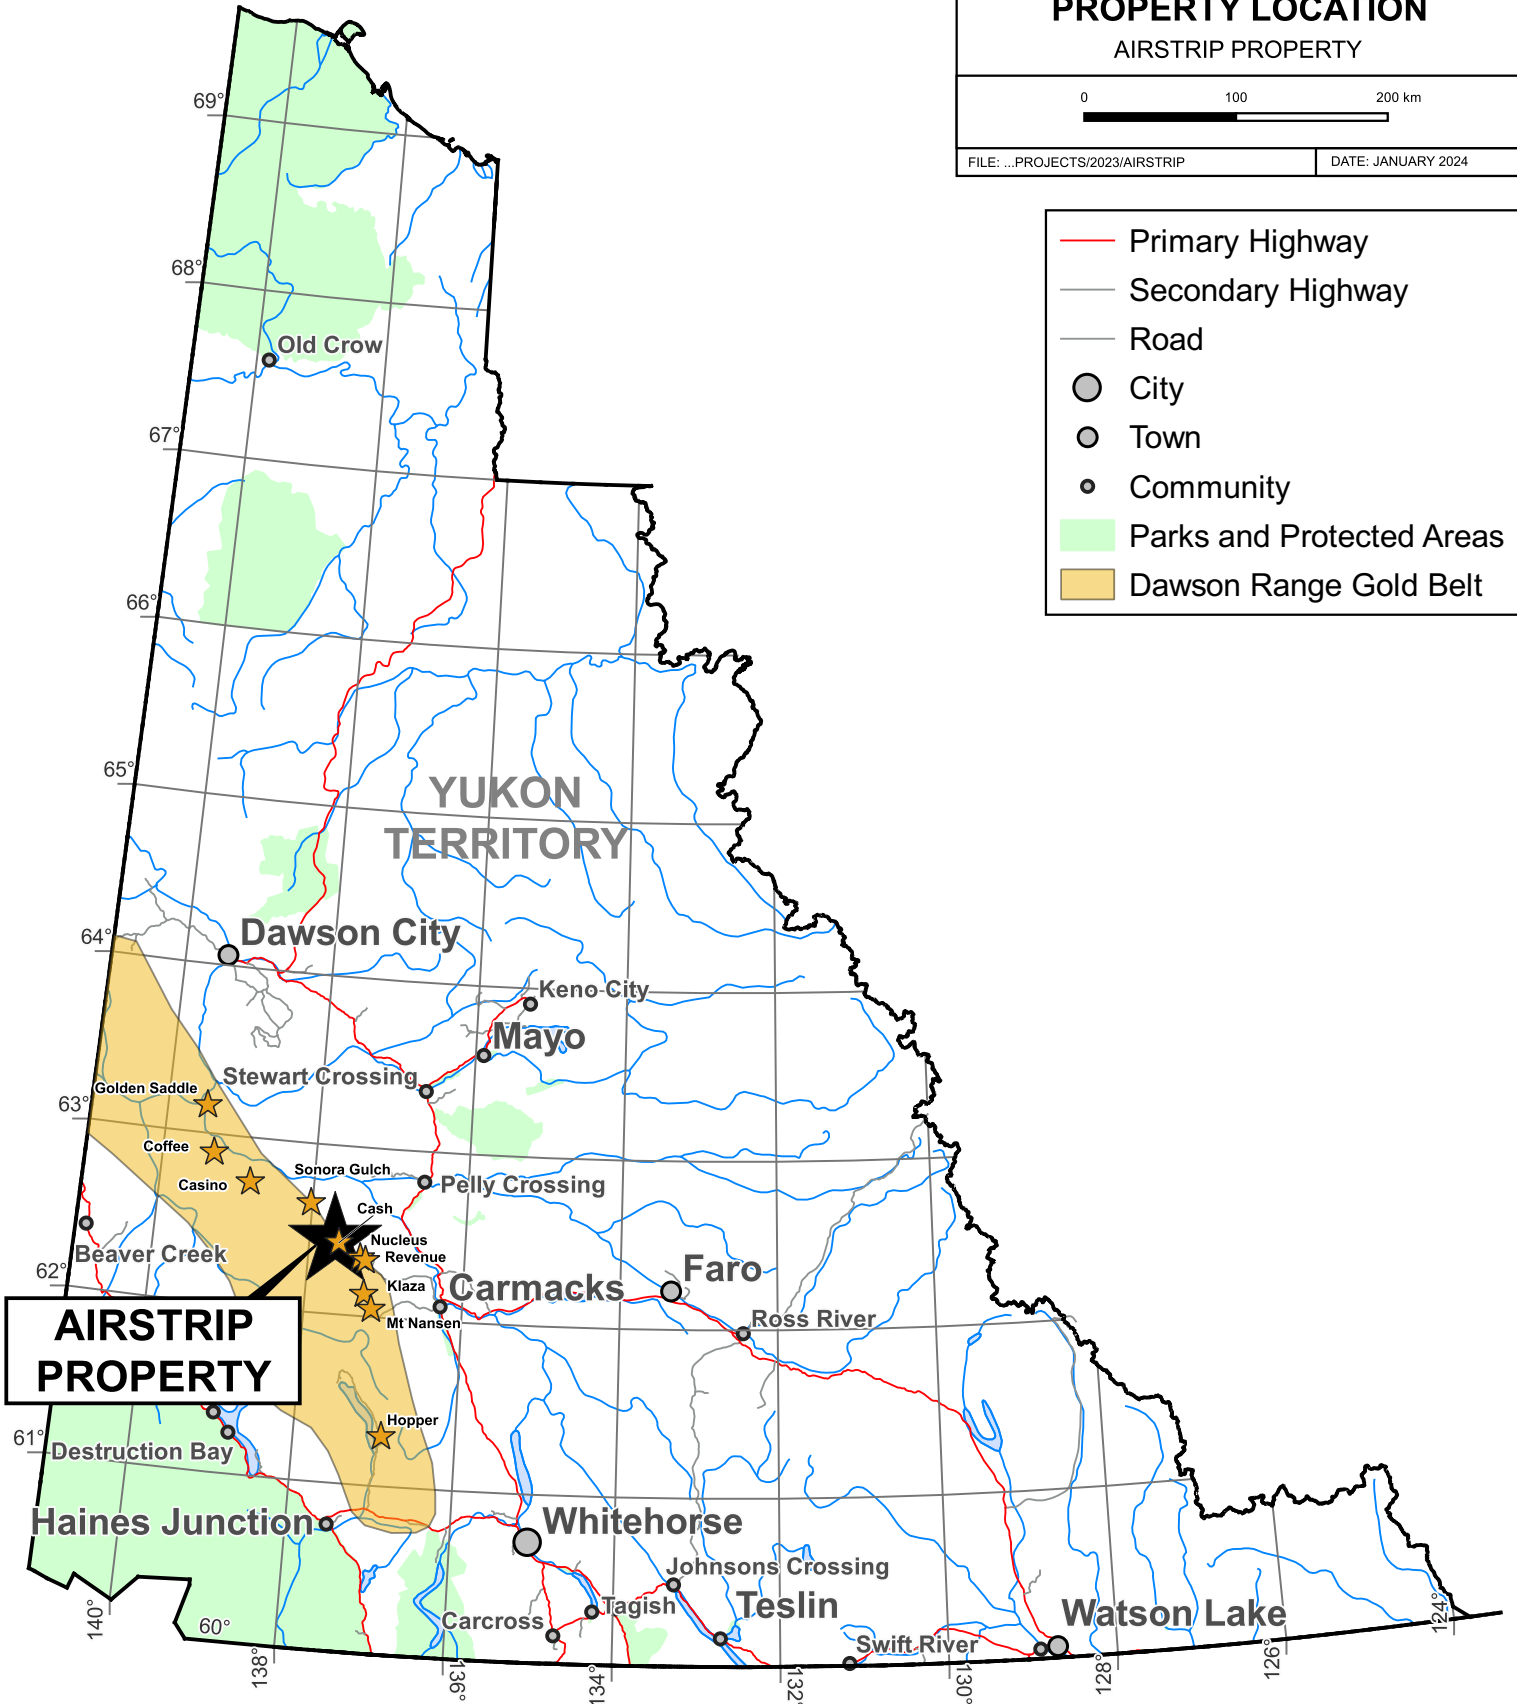 PROPERTY LOCATION
AIRSTRIP PROPERTY
0 100 200 km
FILE: ...PROJECTS/2023/AIRSTRIP
DATE: JANUARY 2024
Primary Highway
Secondary Highway
Road
City
Town
Community
Parks and Protected Areas
Dawson Range Gold Belt
69°
68°
Old Crow
67°
66°
65°
YUKON
TERRITORY
64°
Dawson City
Keno City
Mayo
Stewart Crossing
Golden Saddle
63°
Coffee
Sonora Gulch
Casino
Pelly Crossing
Cash
Nucleus
Beaver Creek
Revenue
62°
Klaza
Carmacks
Faro
Mt Nansen
Ross River
AIRSTRIP
PROPERTY
Hopper
61°
Destruction Bay
Haines Junction
Whitehorse
Johnsons Crossing
Tagish
Teslin
Carcross
Watson Lake
Swift River
60°
140°
138°
136°
134°
132°
130°
128°
126°
124°